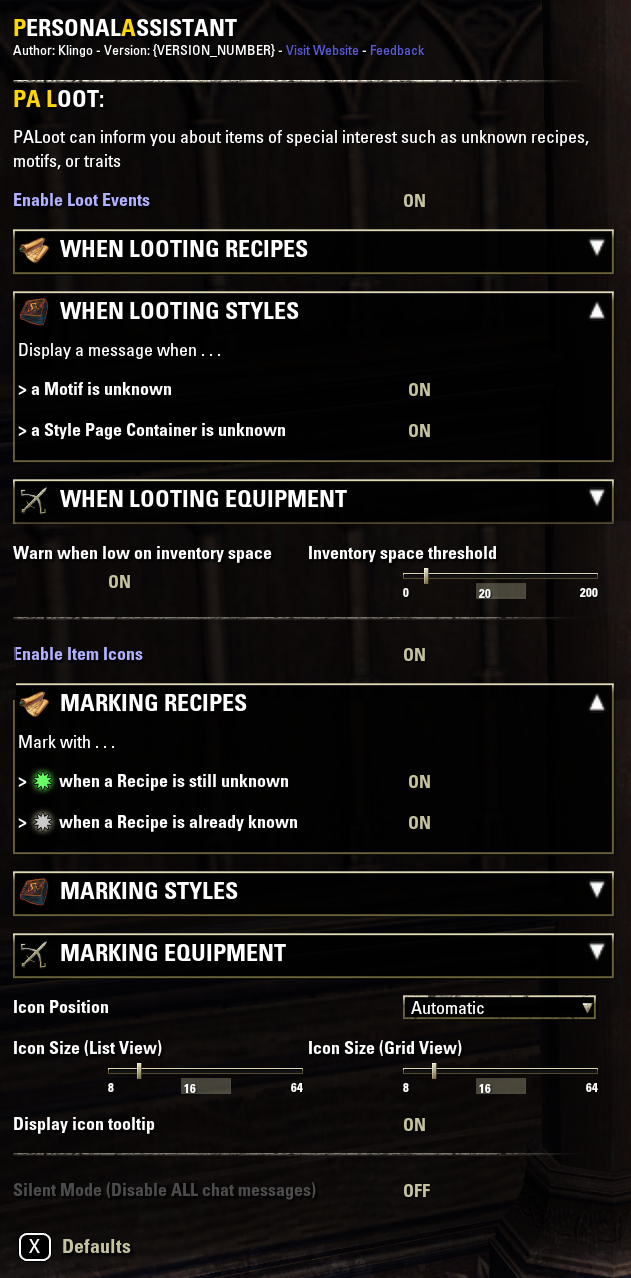 PERSONALASSISTANT
Author: Klingo - Version: {VERSION_NUMBER} - Visit Website - Feedback
PA LOOT:
PALoot can inform you about items of special interest such as unknown recipes,
motifs, or traits
Enable Loot Events ON
WHEN LOOTING RECIPES
WHEN LOOTING STYLES
Display a message when . . .
> a Motif is unknown ON
> a Style Page Container is unknown ON
WHEN LOOTING EQUIPMENT
Warn when low on inventory space Inventory space threshold
ON
0 20 200
Enable Item Icons ON
MARKING RECIPES
Mark with . . .
> when a Recipe is still unknown ON
> when a Recipe is already known ON
MARKING STYLES
MARKING EQUIPMENT
Icon Position Automatic
Icon Size (List View) Icon Size (Grid View)
8 16 64 8 16 64
Display icon tooltip ON
Silent Mode (Disable ALL chat messages) OFF
X Defaults